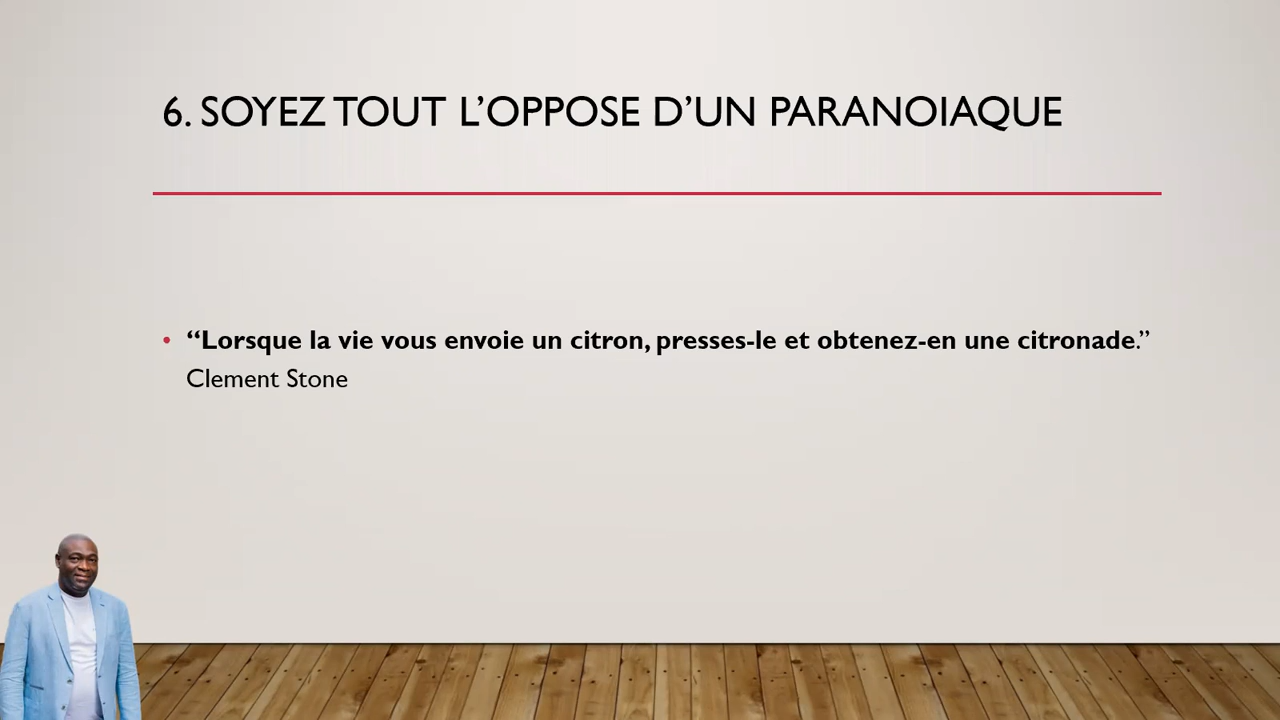 6. SOYEZ TOUT L’OPPOSE D’UN PARANOIAQUE
• “Lorsque la vie vous envoie un citron, presses-le et obtenez-en une citronade.”
Clement Stone